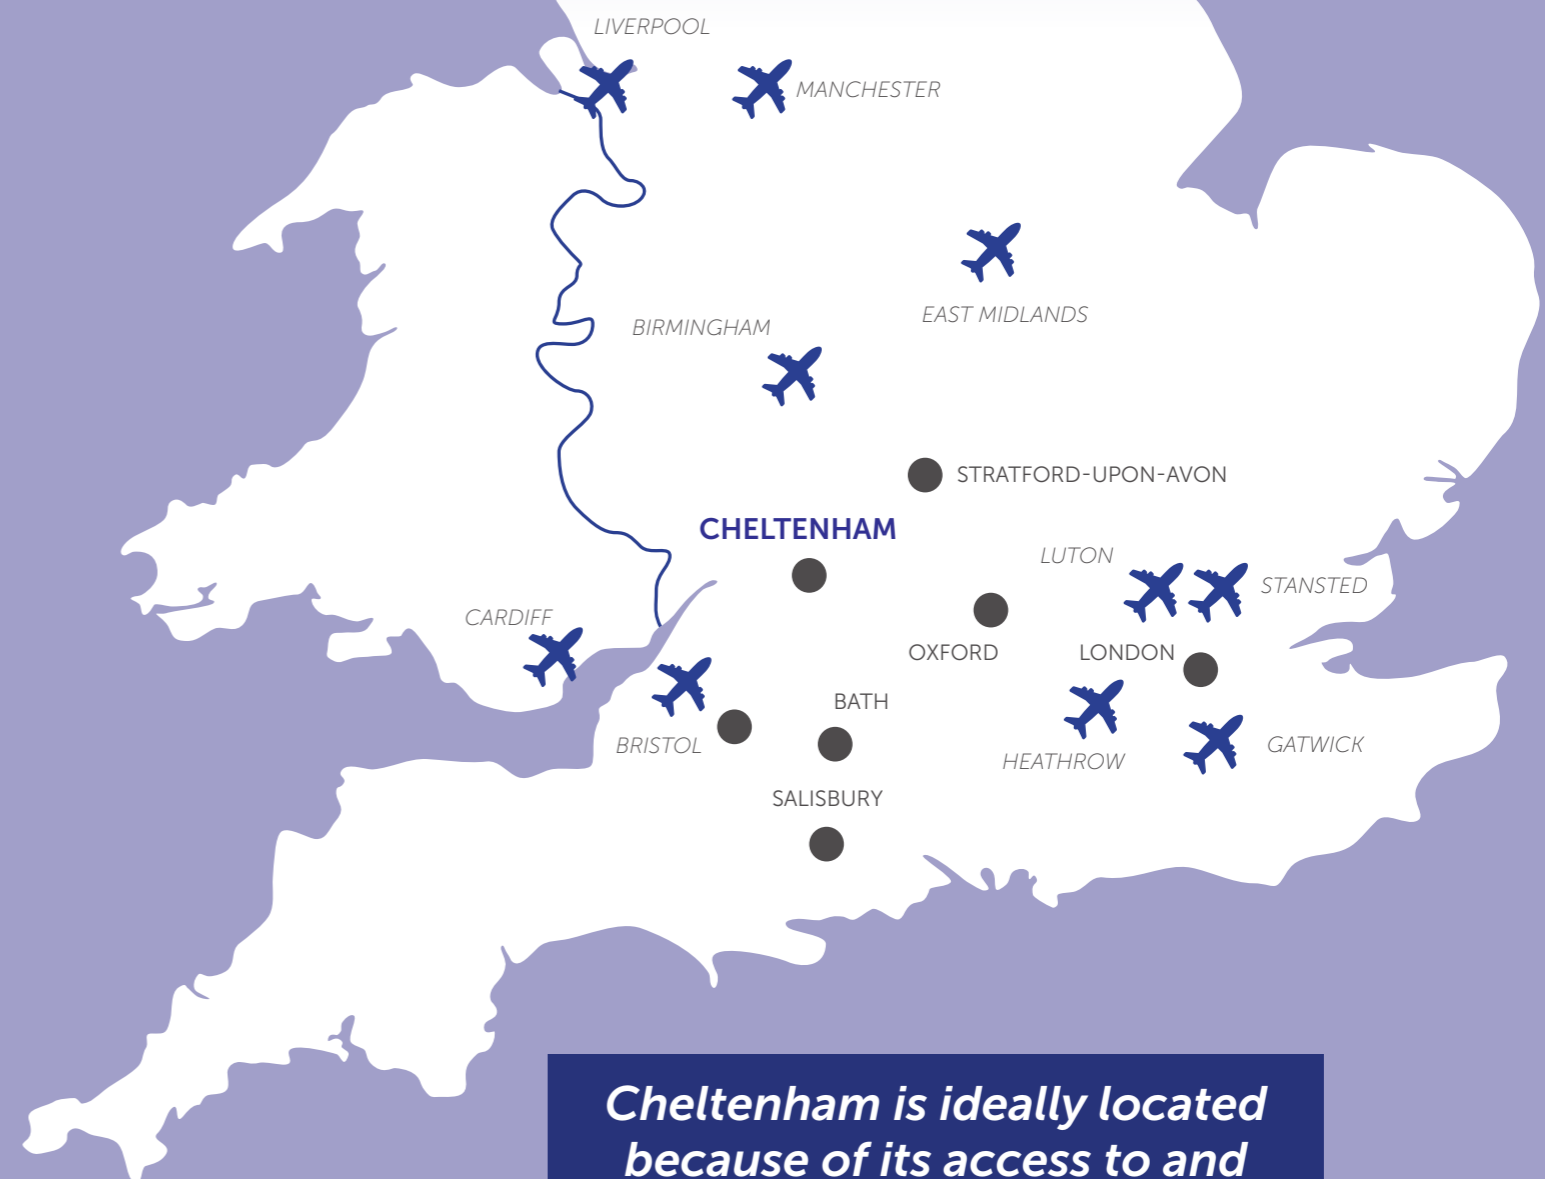 LIVERPOOL
MANCHESTER
EAST MIDLANDS
BIRMINGHAM
STRATFORD-UPON-AVON
CHELTENHAM
LUTON
STANSTED
CARDIFF
OXFORD
LONDON
BATH
BRISTOL
HEATHROW
GATWICK
SALISBURY
Cheltenham is ideally located
because of its access to and